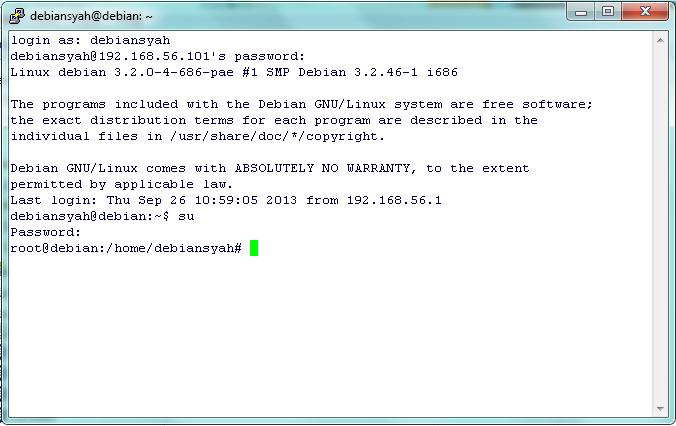 debiansyah@debian: ~
login as: debiansyah
debiansyah@192.168.56.101's password:
Linux debian 3.2.0-4-686-pae #1 SMP Debian 3.2.46-1 i686
The programs included with the Debian GNU/Linux system are free software;
the exact distribution terms for each program are described in the
individual files in /usr/share/doc/*/copyright.
Debian GNU/Linux comes with ABSOLUTELY NO WARRANTY, to the extent
permitted by applicable law.
Last login: Thu Sep 26 10:59:05 2013 from 192.168.56.1
debiansyah@debian:~$ su
Password:
root@debian:/home/debiansyah#